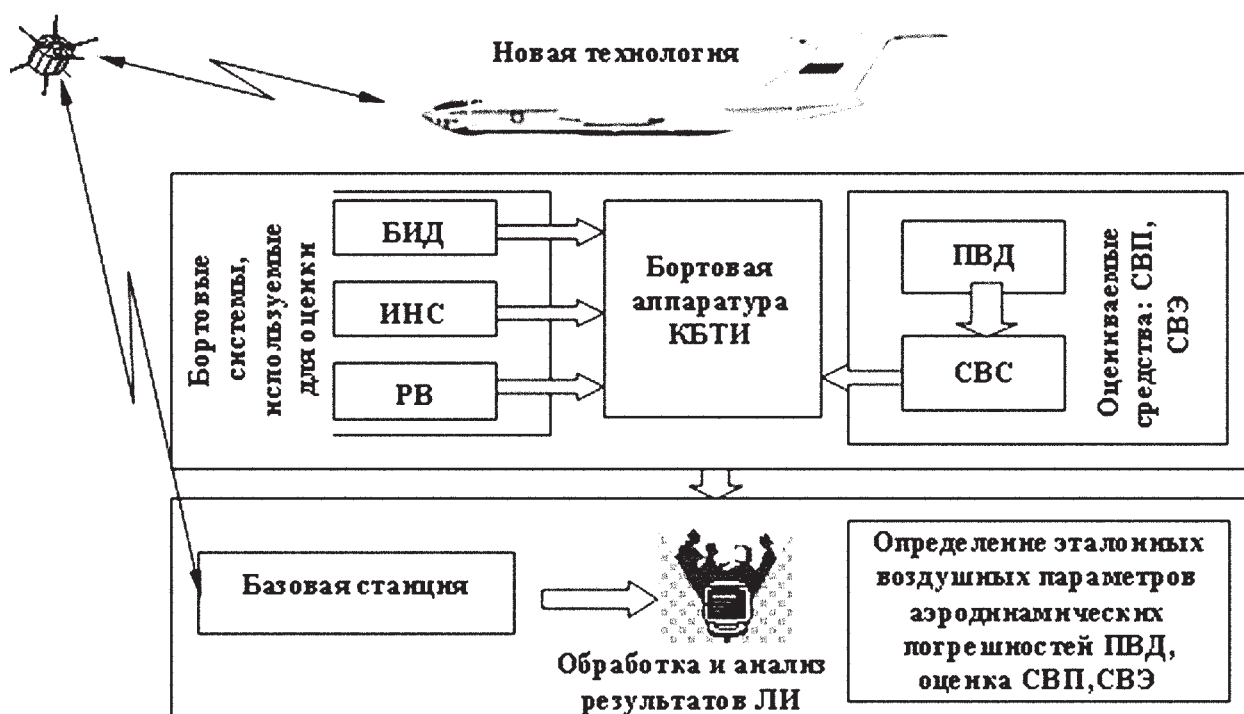 Новая технология
Бортовые
системы,
используемые
для оценки
БИД
ИНС
РВ
Бортовая
аппаратура
КБТИ
ПВД
СВС
Оцениваемые
средства: СВП,
СВЭ
Базовая станция
Обработка и анализ
результатов ЛИ
Определение эталонных
воздушных параметров
аэродинамических
погрешностей ПВД,
оценка СВП,СВЭ